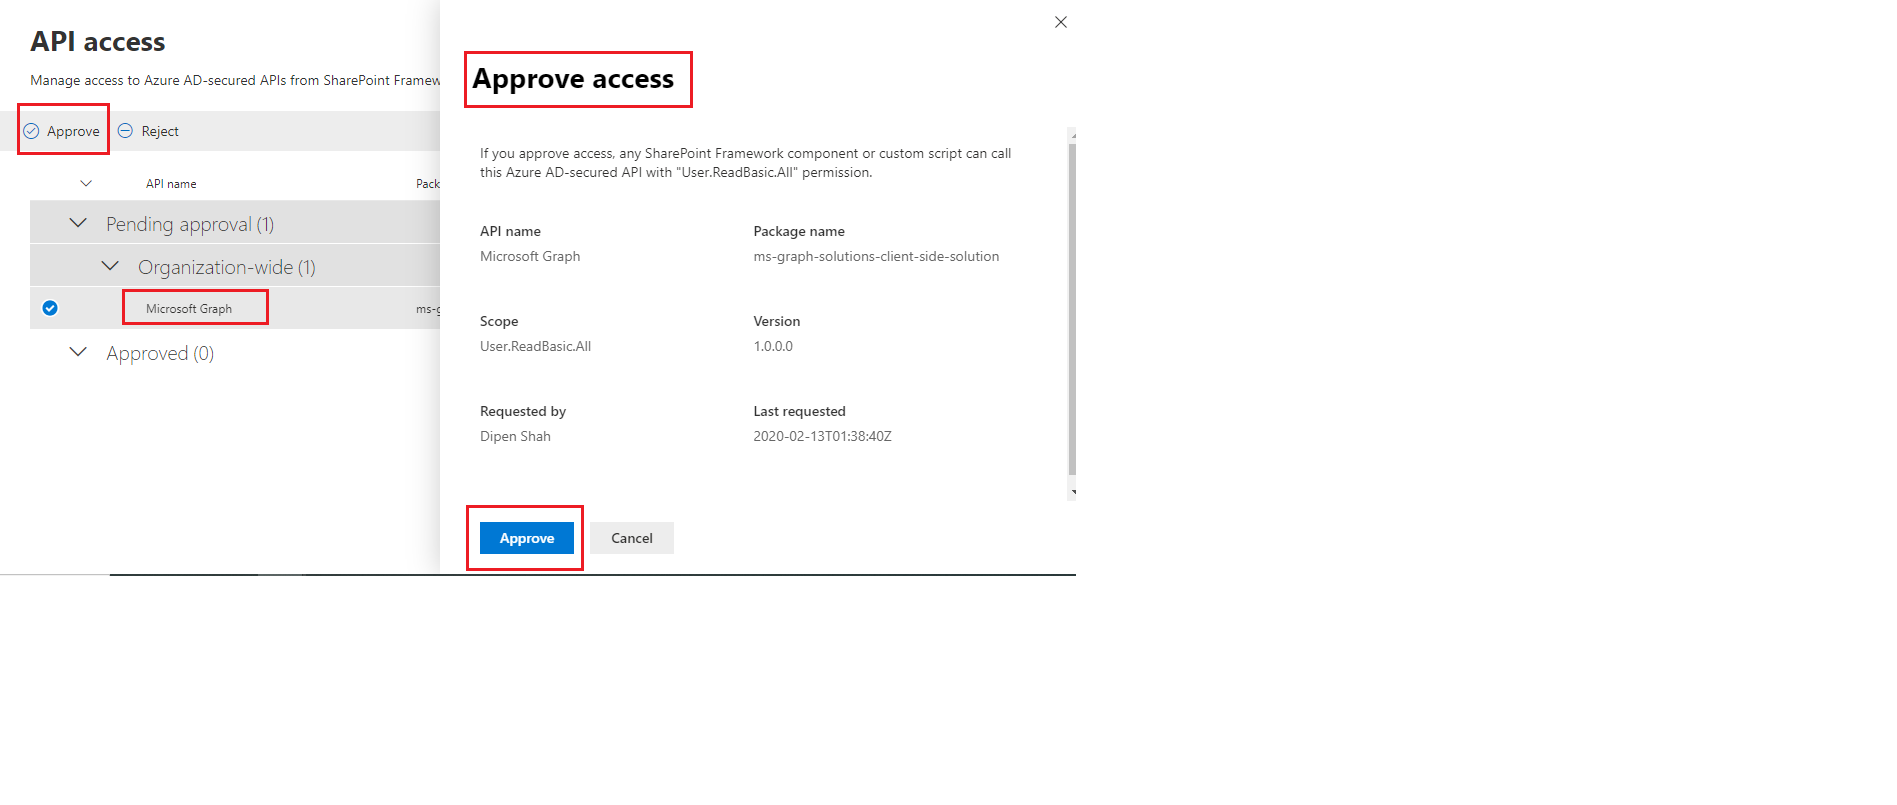 API access
Manage access to Azure AD-secured APIs from SharePoint Framew
Approve
Reject
API name
Pack
Pending approval (1)
Organization-wide (1)
Microsoft Graph
ms-g
Approved (0)
Approve access
If you approve access, any SharePoint Framework component or custom script can call
this Azure AD-secured API with "User.ReadBasic.All" permission.
API name
Package name
Microsoft Graph
ms-graph-solutions-client-side-solution
Scope
Version
User.ReadBasic.All
1.0.0.0
Requested by
Last requested
Dipen Shah
2020-02-13T01:38:40Z
Approve
Cancel